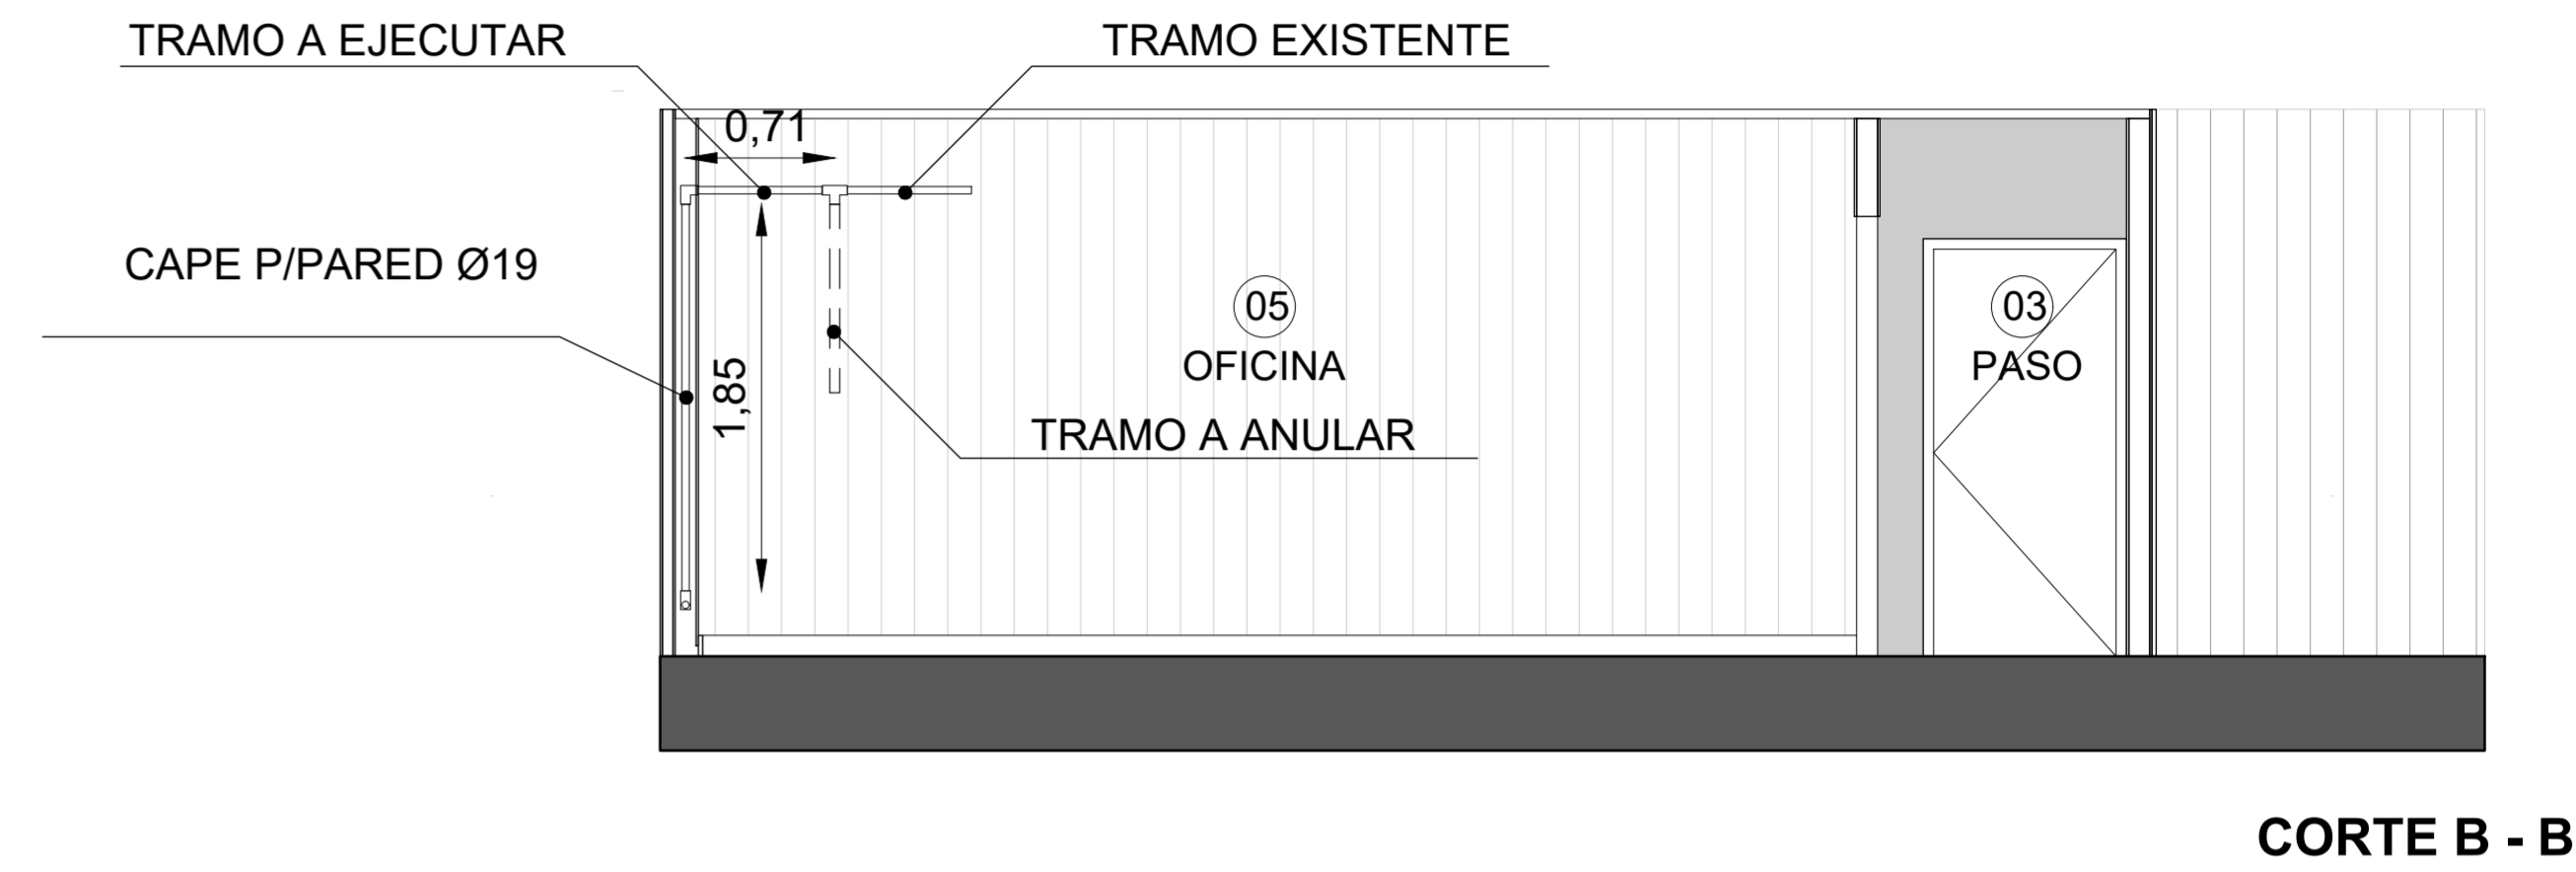 TRAMO A EJECUTAR
TRAMO EXISTENTE
0,71
CAPE P/PARED Ø19
05
OFICINA
03
PASO
1,85
TRAMO A ANULAR
CORTE B - B